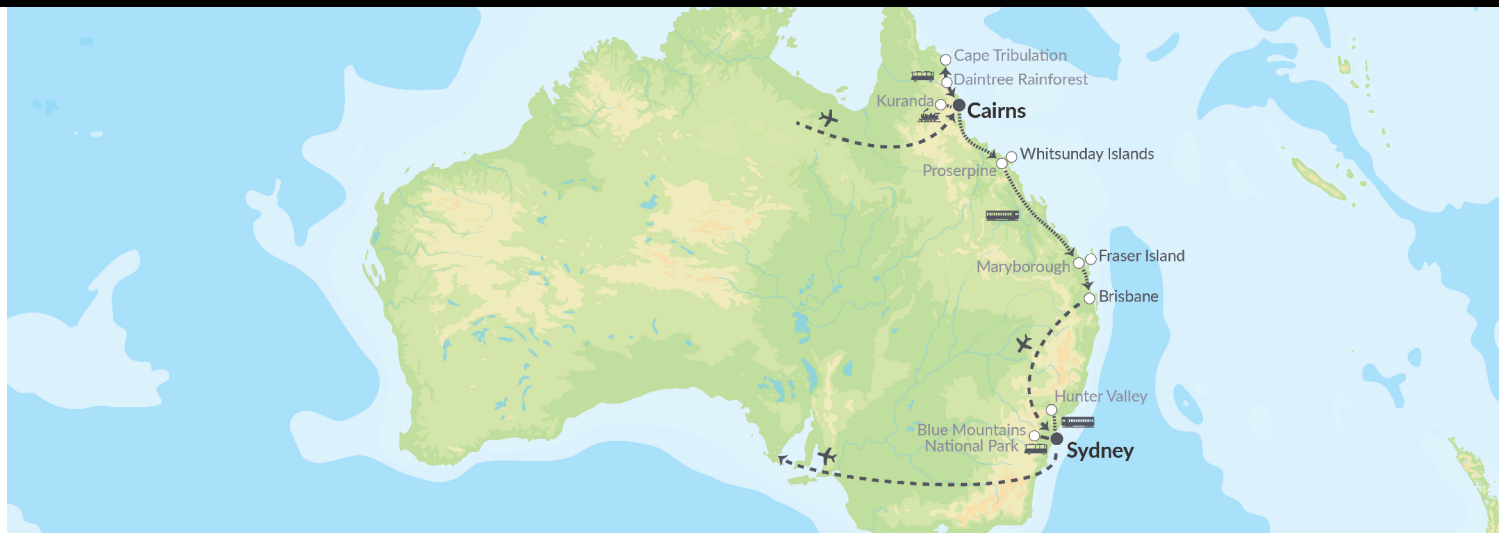 Cape Tribulation
Daintree Rainforest
Kuranda
Cairns
Whitsunday Islands
Proserpine
Fraser Island
Maryborough
Brisbane
Hunter Valley
Blue Mountains
National Park
Sydney